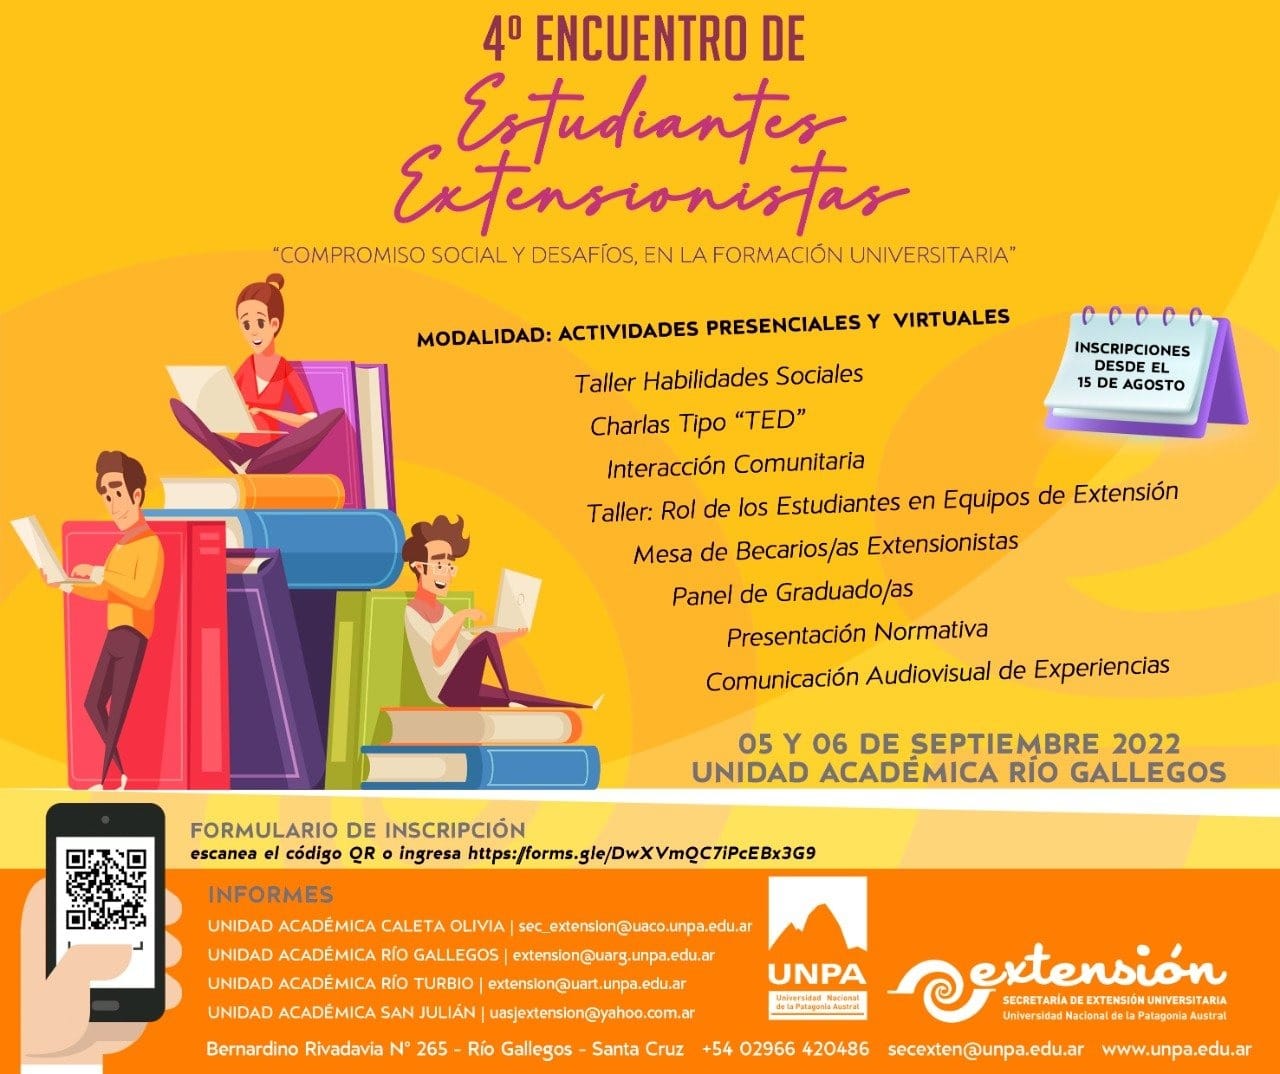 4º ENCUENTRO DE
Estudiantes
Extensionistas
“COMPROMISO SOCIAL Y DESAFÍOS, EN LA FORMACIÓN UNIVERSITARIA”
MODALIDAD: ACTIVIDADES PRESENCIALES Y VIRTUALES
INSCRIPCIONES
DESDE EL
15 DE AGOSTO
Taller Habilidades Sociales
Charlas Tipo “TED”
Interacción Comunitaria
Taller: Rol de los Estudiantes en Equipos de Extensión
Mesa de Becarios/as Extensionistas
Panel de Graduado/as
Presentación Normativa
Comunicación Audiovisual de Experiencias
05 Y 06 DE SEPTIEMBRE 2022
UNIDAD ACADÉMICA RÍO GALLEGOS
FORMULARIO DE INSCRIPCIÓN
escanea el código QR o ingresa https:/forms.gle/DwXVmQC7iPcEBx3G9
INFORMES
UNIDAD ACADÉMICA CALETA OLIVIA | sec_extension@uaco.unpa.edu.ar
UNIDAD ACADÉMICA RÍO GALLEGOS | extension@uarg.unpa.edu.ar
UNIDAD ACADÉMICA RÍO TURBIO | extension@uart.unpa.edu.ar
UNIDAD ACADÉMICA SAN JULIÁN | uasjextension@yahoo.com.ar
UNPA
Universidad Nacional
de la Patagonia Austral
extensión
SECRETARÍA DE EXTENSIÓN UNIVERSITARIA
Universidad Nacional de la Patagonia Austral
Bernardino Rivadavia N° 265 - Río Gallegos - Santa Cruz +54 02966 420486 secexten@unpa.edu.ar www.unpa.edu.ar